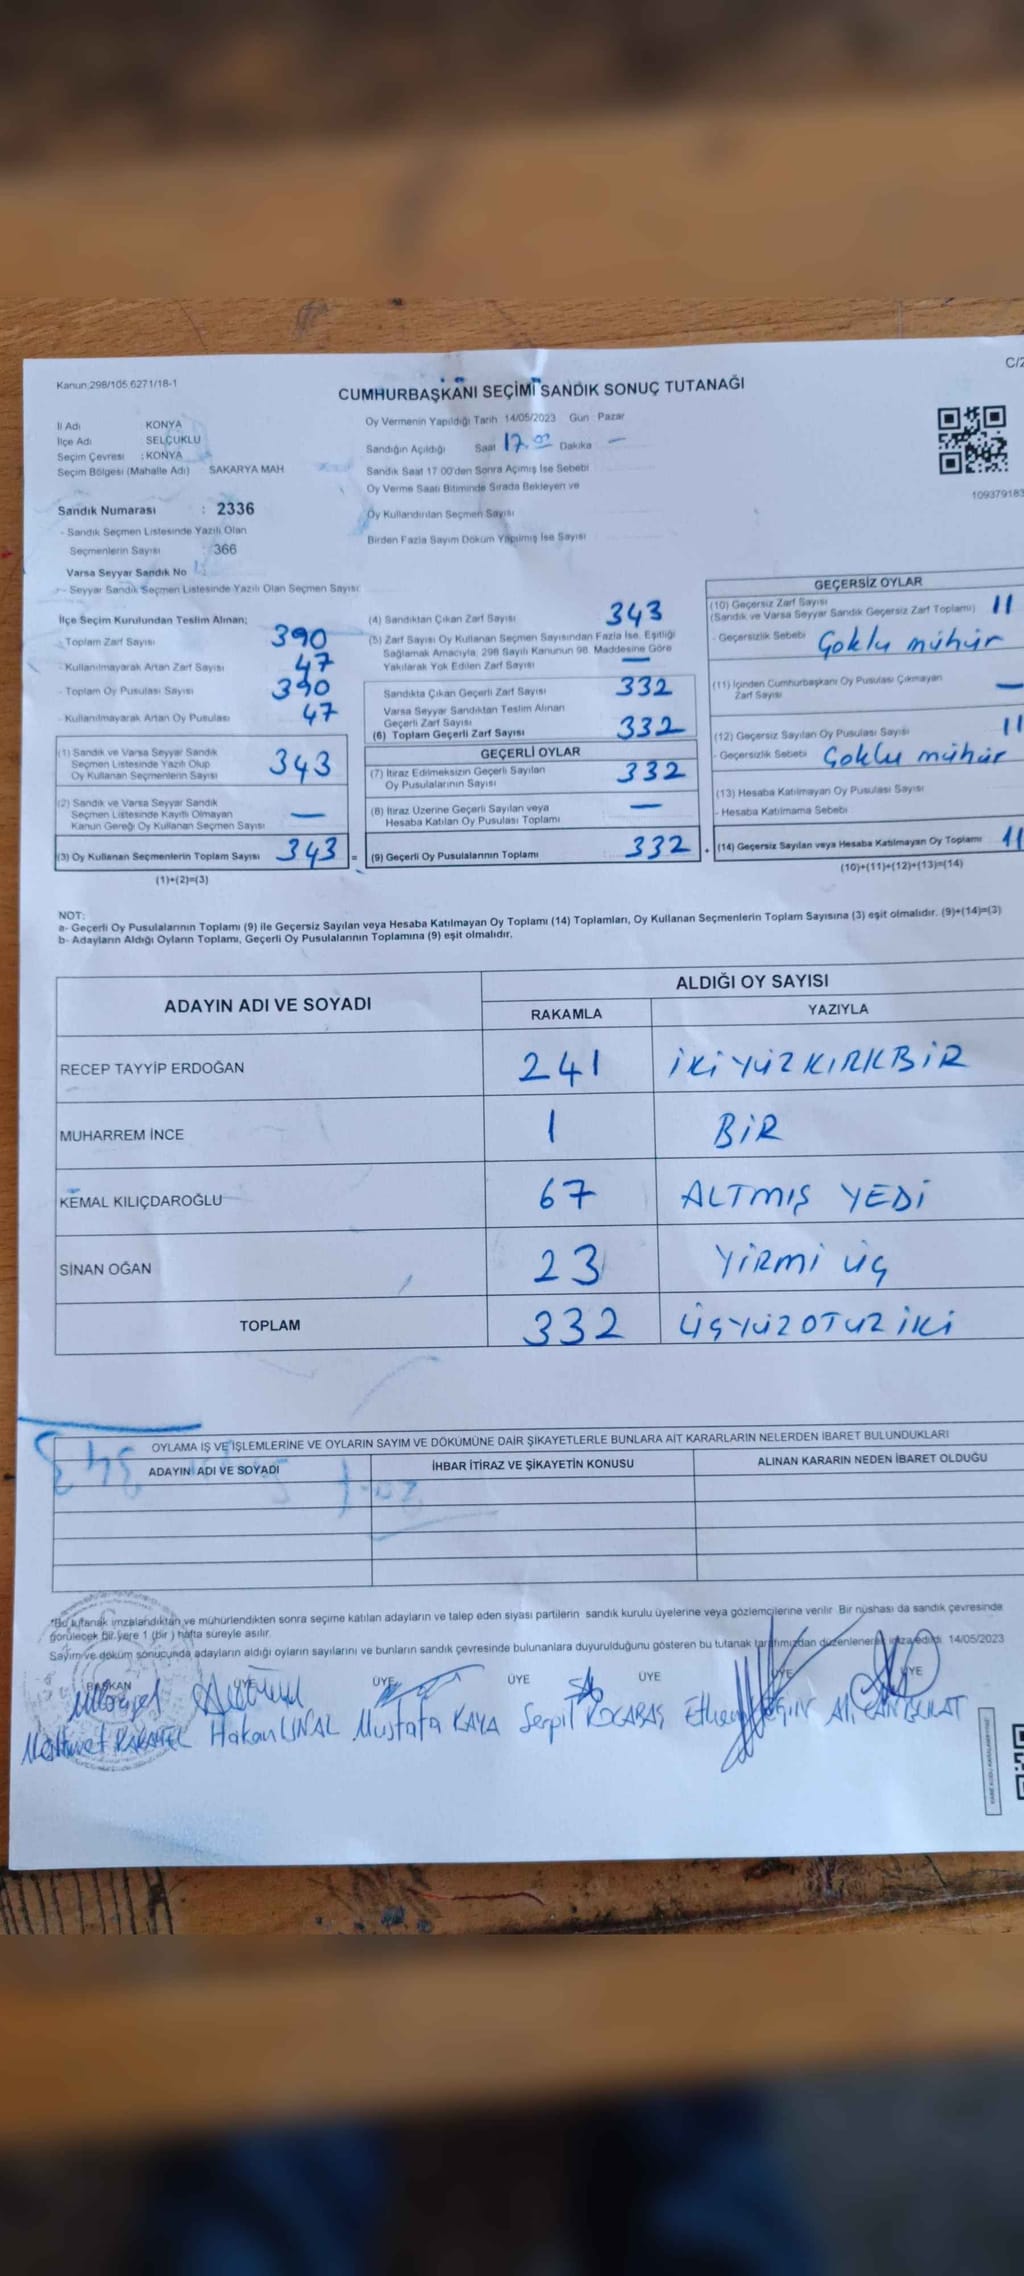 Kanun 298/105,6271/18-1
C/2
CUMHURBAŞKANI SEÇİMİ SANDIK SONUÇ TUTANAĞI
İl Adı KONYA
İlçe Adı SELÇUKLU
Seçim Çevresi : KONYA
Seçim Bölgesi (Mahalle Adı) SAKARYA MAH
Sandık Numarası : 2336
- Sandık Seçmen Listesinde Yazılı Olan
Seçmenlerin Sayısı : 366
Varsa Seyyar Sandık No :
- Seyyar Sandık Seçmen Listesinde Yazılı Olan Seçmen Sayısı:
Oy Vermenin Yapıldığı Tarih 14/05/2023 Gün : Pazar
Sandığın Açıldığı Saat 17.00 Dakika —
Sandık Saat 17 00'den Sonra Açımış İse Sebebi
Oy Verme Saati Bitiminde Sırada Bekleyen ve
Oy Kullandırılan Seçmen Sayısı
Birden Fazla Sayım Döküm Yapılmış İse Sayısı
109379183
İlçe Seçim Kurulundan Teslim Alınan;
- Toplam Zarf Sayısı 390
- Kullanılmayarak Artan Zarf Sayısı 47
- Toplam Oy Pusulası Sayısı 390
- Kullanılmayarak Artan Oy Pusulası 47
(1) Sandık ve Varsa Seyyar Sandık
Seçmen Listesinde Yazılı Olup
Oy Kullanan Seçmenlerin Sayısı 343
(2) Sandık ve Varsa Seyyar Sandık
Seçmen Listesinde Kayıtlı Olmayan
Kanun Gereği Oy Kullanan Seçmen Sayısı —
(3) Oy Kullanan Seçmenlerin Toplam Sayısı 343 =
(1)+(2)=(3)
(4) Sandıktan Çıkan Zarf Sayısı 343
(5) Zarf Sayısı Oy Kullanan Seçmen Sayısından Fazla İse, Eşitliği
Sağlamak Amacıyla, 298 Sayılı Kanunun 98. Maddesine Göre
Yakılarak Yok Edilen Zarf Sayısı —
Sandıkta Çıkan Geçerli Zarf Sayısı 332
Varsa Seyyar Sandıktan Teslim Alınan
Geçerli Zarf Sayısı
(6) Toplam Geçerli Zarf Sayısı 332
GEÇERLİ OYLAR
(7) İtiraz Edilmeksizin Geçerli Sayılan
Oy Pusulalarının Sayısı 332
(8) İtiraz Üzerine Geçerli Sayılan veya
Hesaba Katılan Oy Pusulası Toplamı —
(9) Geçerli Oy Pusulalarının Toplamı 332 +
GEÇERSİZ OYLAR
(10) Geçersiz Zarf Sayısı
(Sandık ve Varsa Seyyar Sandık Geçersiz Zarf Toplamı) 11
- Geçersizlik Sebebi Çoklu mühür
(11) İçinden Cumhurbaşkanı Oy Pusulası Çıkmayan
Zarf Sayısı —
(12) Geçersiz Sayılan Oy Pusulası Sayısı 11
- Geçersizlik Sebebi Çoklu mühür
(13) Hesaba Katılmayan Oy Pusulası Sayısı
- Hesaba Katılmama Sebebi
(14) Geçersiz Sayılan veya Hesaba Katılmayan Oy Toplamı 11
(10)+(11)+(12)+(13)=(14)
NOT:
a- Geçerli Oy Pusulalarının Toplamı (9) ile Geçersiz Sayılan veya Hesaba Katılmayan Oy Toplamı (14) Toplamları, Oy Kullanan Seçmenlerin Toplam Sayısına (3) eşit olmalıdır. (9)+(14)=(3)
b- Adayların Aldığı Oyların Toplamı, Geçerli Oy Pusulalarının Toplamına (9) eşit olmalıdır.
ADAYIN ADI VE SOYADI ALDIĞI OY SAYISI
RAKAMLA YAZIYLA
RECEP TAYYİP ERDOĞAN 241 İKİYÜZKIRKBİR
MUHARREM İNCE 1 BİR
KEMAL KILIÇDAROĞLU 67 ALTMIŞ YEDİ
SİNAN OĞAN 23 YİRMİ ÜÇ
TOPLAM 332 ÜÇYÜZOTUZİKİ
OYLAMA İŞ VE İŞLEMLERİNE VE OYLARIN SAYIM VE DÖKÜMÜNE DAİR ŞİKAYETLERLE BUNLARA AİT KARARLARIN NELERDEN İBARET BULUNDUKLARI
ADAYIN ADI VE SOYADI İHBAR İTİRAZ VE ŞİKAYETİN KONUSU ALINAN KARARIN NEDEN İBARET OLDUĞU
*Bu tutanak imzalandıktan ve mühürlendikten sonra seçime katılan adayların ve talep eden siyasi partilerin sandık kurulu üyelerine veya gözlemcilerine verilir. Bir nüshası da sandık çevresinde
görülecek bir yere 1 (bir ) hafta süreyle asılır.
Sayım ve döküm sonucunda adayların aldığı oyların sayılarını ve bunların sandık çevresinde bulunanlara duyurulduğunu gösteren bu tutanak tarafımızdan düzenlenerek imza edildi. 14/05/2023
BAŞKAN ÜYE ÜYE ÜYE ÜYE ÜYE ÜYE
Hakan ÜNAL Mustafa KAYA Serpil KOCABAŞ Ethem Ali CANBULAT